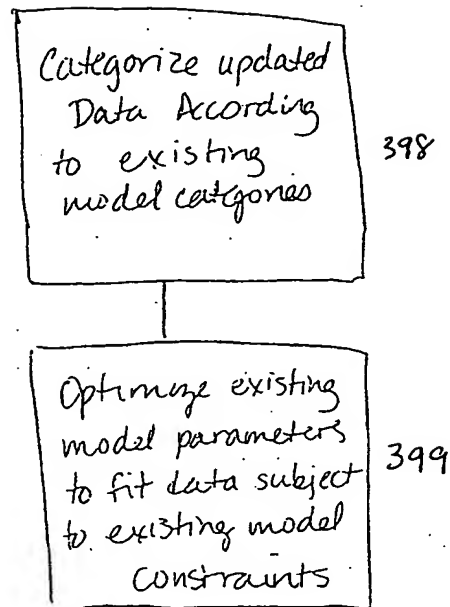 Categorize updated
Data According
to existing
model categories
398
Optimize existing
model parameters
to fit data subject
to existing model
constraints
399